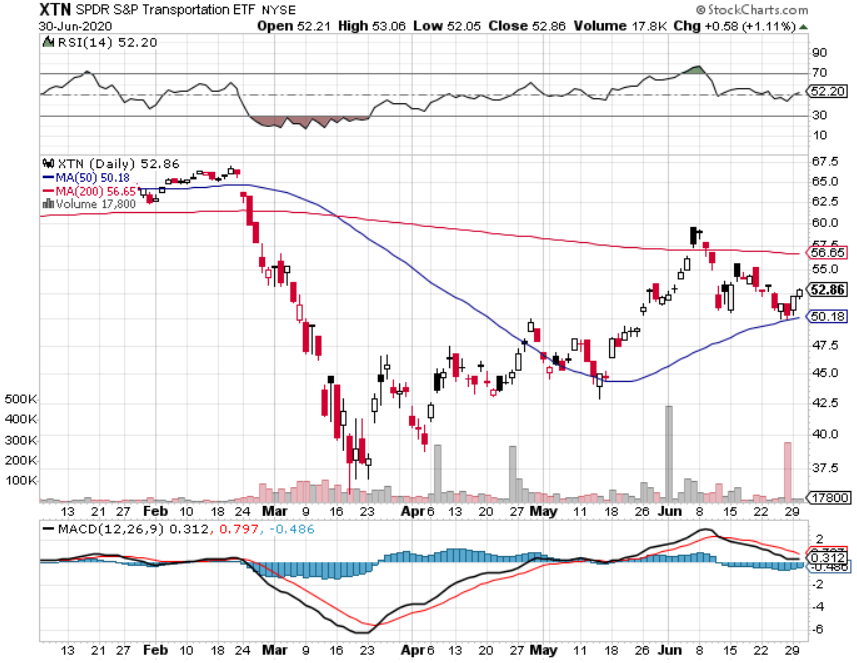 XTN SPDR S&P Transportation ETF NYSE © StockCharts.com
30-Jun-2020 Open 52.21 High 53.06 Low 52.05 Close 52.86 Volume 17.8K Chg +0.58 (+1.11%)
RSI(14) 52.20
90
70
52.20
30
10
XTN (Daily) 52.86
MA(50) 50.18
MA(200) 56.65
Volume 17,800
67.5
65.0
62.5
60.0
57.5
56.65
55.0
52.86
50.18
47.5
45.0
42.5
40.0
37.5
17800
500K
400K
300K
200K
100K
13 21 27 Feb 10 18 24 Mar 9 16 23 Apr 6 13 20 27 May 11 18 26 Jun 8 15 22 29
MACD(12,26,9) 0.312, 0.797, -0.486
2
0.797
0.312
-0.486
-2
-4
-6
13 21 27 Feb 10 18 24 Mar 9 16 23 Apr 6 13 20 27 May 11 18 26 Jun 8 15 22 29